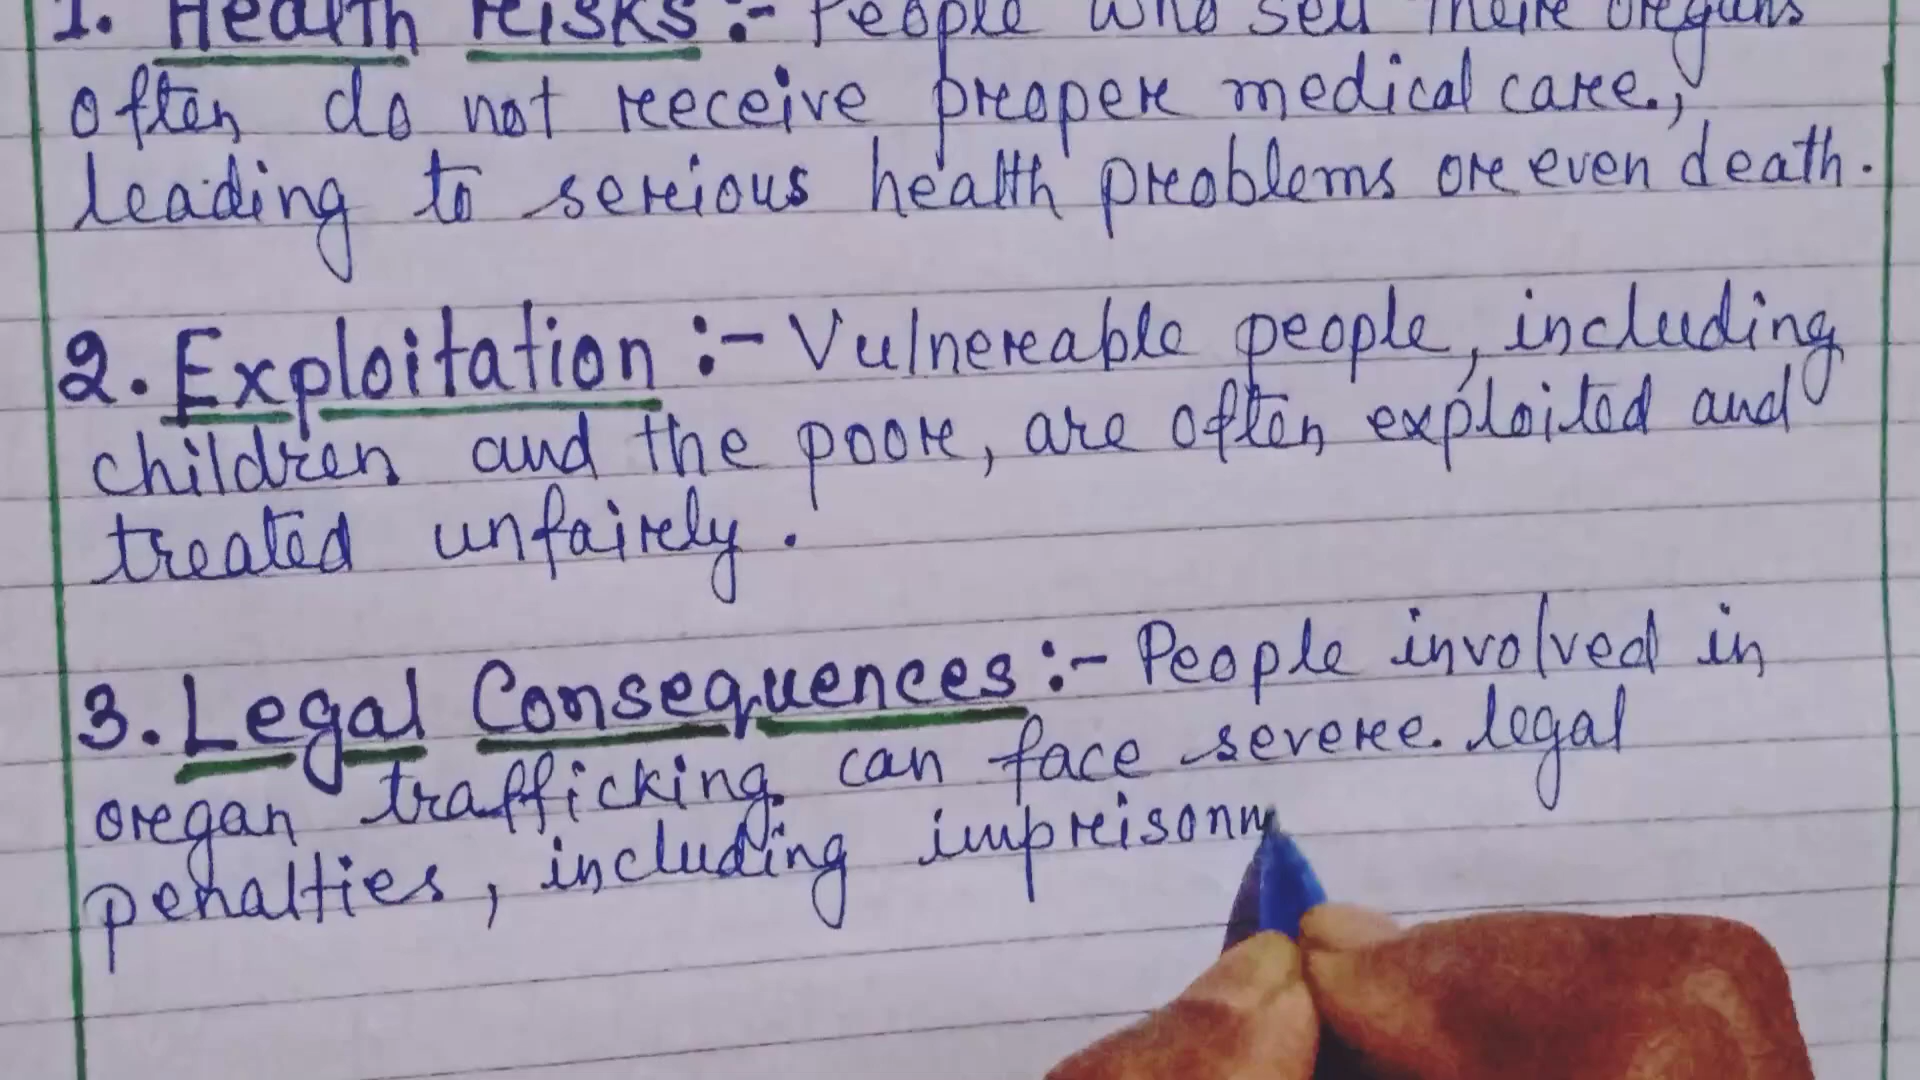 1. Health risks :- People who sell their organs
often do not receive proper medical care.,
leading to serious health problems or even death.
2. Exploitation :- Vulnerable people, including
children and the poor, are often exploited and
treated unfairly.
3. Legal Consequences :- People involved in
organ trafficking can face severe legal
penalties, including imprisonm